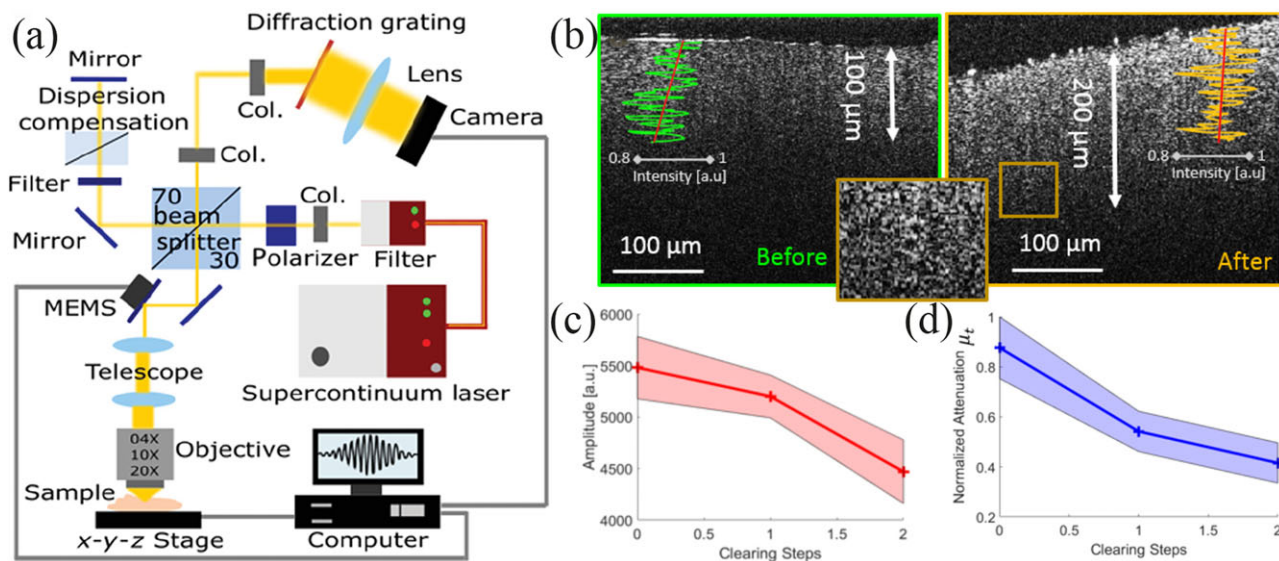 (a)
Mirror
Dispersion
compensation
Filter
Mirror
Diffraction grating
Col.
Lens
Camera
Col.
70
beam
splitter
30
Polarizer
Col.
Filter
MEMS
Telescope
Supercontinuum laser
04X
10X
20X
Objective
Sample
x-y-z Stage
Computer
(b)
100 µm
0.8
1
Intensity [a.u]
100 µm
Before
200 µm
0.8
1
Intensity [a.u]
100 µm
After
(c)
6000
5500
5000
4500
4000
Amplitude [a.u.]
0 0.5 1 1.5 2
Clearing Steps
(d)
1
0.8
0.6
0.4
0.2
Normalized Attenuation μt
0 0.5 1 1.5 2
Clearing Steps